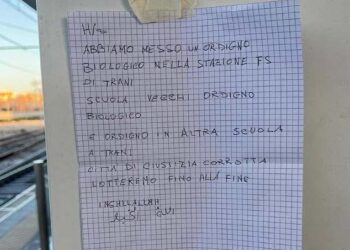 ABBIAMO MESSO UN ORDIGNO
BIOLOGICO NELLA STAZIONE FS
DI TRANI
SCUOLA VECCHI ORDIGNO
BIOLOGICO
E ORDIGNO IN ALTRA SCUOLA
A TRANI
CITTÀ DI GIUSTIZIA CORROTTA
LOTTEREMO FINO ALLA FINE
INCHLLALLAH